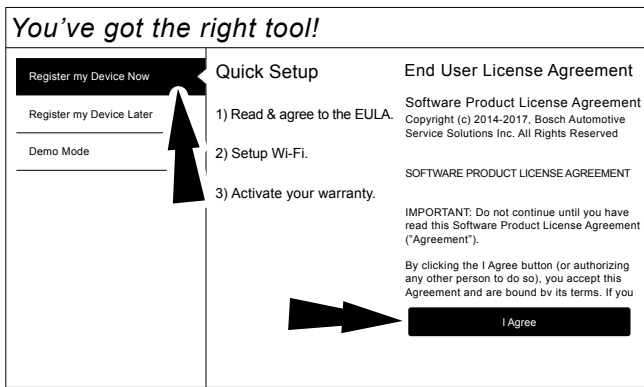 You've got the right tool!
Register my Device Now
Register my Device Later
Demo Mode
Quick Setup
1) Read & agree to the EULA.
2) Setup Wi-Fi.
3) Activate your warranty.
End User License Agreement
Software Product License Agreement
Copyright (c) 2014-2017, Bosch Automotive
Service Solutions Inc. All Rights Reserved
SOFTWARE PRODUCT LICENSE AGREEMENT
IMPORTANT: Do not continue until you have
read this Software Product License Agreement
("Agreement").
By clicking the I Agree button (or authorizing
any other person to do so), you accept this
Agreement and are bound by its terms. If you
I Agree